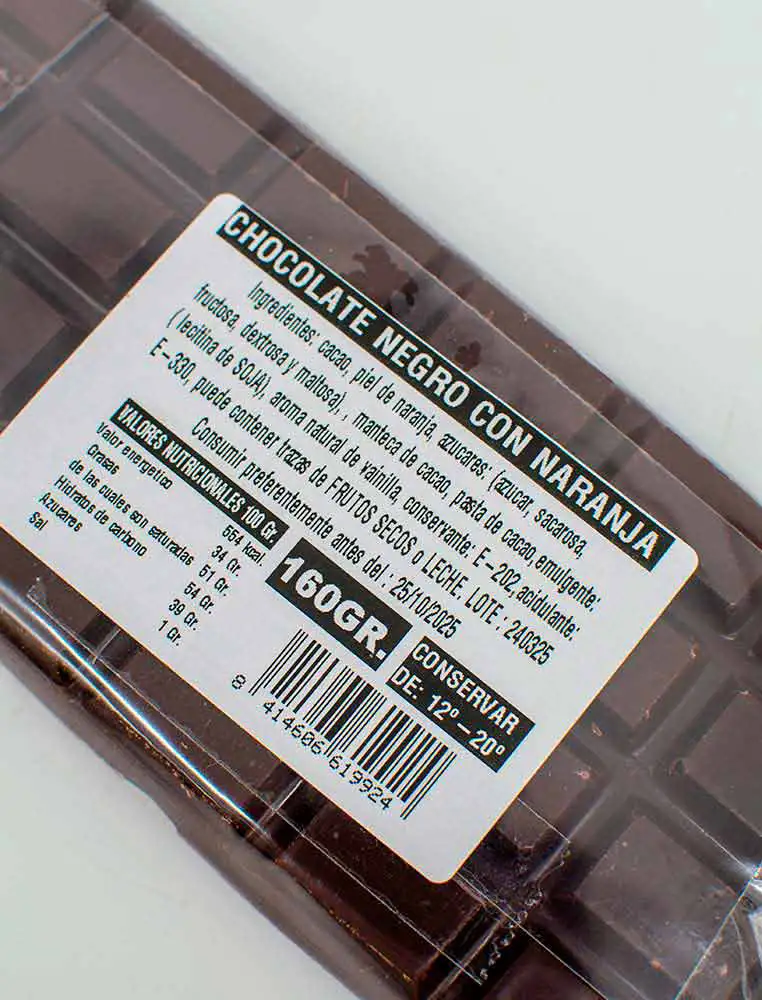 CHOCOLATE NEGRO CON NARANJA
Ingredientes: cacao, piel de naranja, azucares: (azucar, sacarosa,
fructosa, dextrosa y maltosa), , manteca de cacao, pasta de cacao, emulgente:
( lecitina de SOJA), aroma natural de vainilla, conservante: E-202, acidulante:
E-330, puede contener trazas de FRUTOS SECOS o LECHE. LOTE : 240325
Consumir preferentemente antes del : 25/10/2025
VALORES NUTRICIONALES 100 Gr.
Valor energetico 554 kcal.
Grasas 34 Gr.
de las cuales son saturadas 51 Gr.
Hidratos de carbono 54 Gr.
Azucares 39 Gr.
Sal 1 Gr.
160GR.
CONSERVAR
DE: 12º - 20º
8 414606 619924